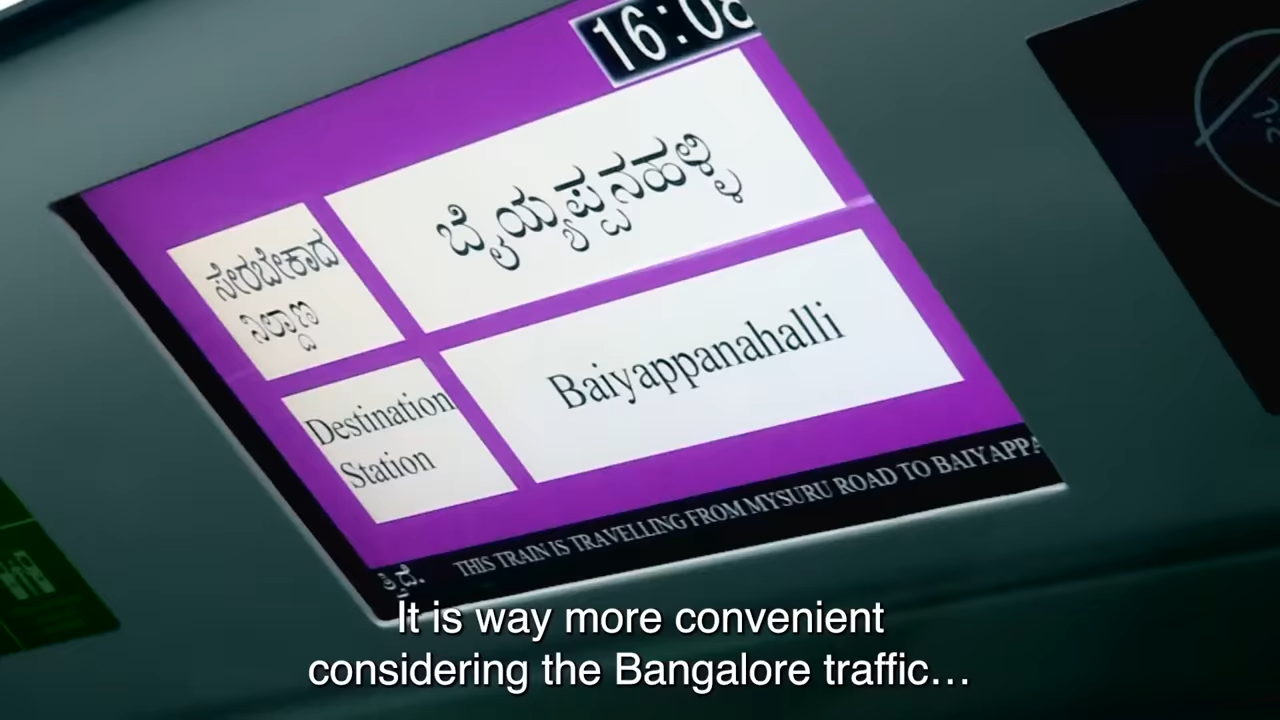 16:08
ಸೇರಬೇಕಾದ
ನಿಲ್ದಾಣ
ಬೈಯ್ಯಪ್ಪನಹಳ್ಳಿ
Destination
Station
Baiyappanahalli
ತ್ತಿದೆ. THIS TRAIN IS TRAVELLING FROM MYSURU ROAD TO BAIYAPPA
It is way more convenient
considering the Bangalore traffic…